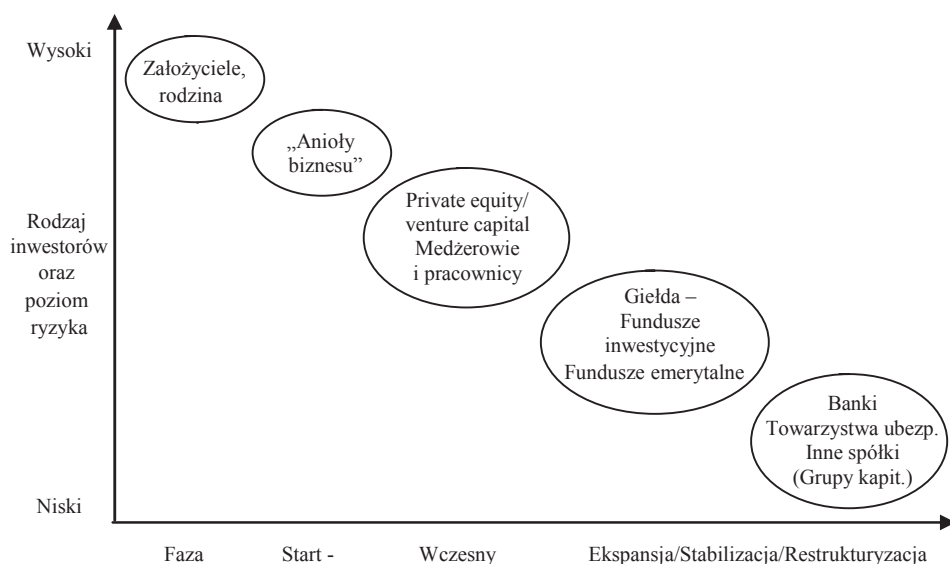 Wysoki
Założyciele,
rodzina
„Anioły
biznesu”
Private equity/
venture capital
Medżerowie
i pracownicy
Rodzaj
inwestorów
oraz
poziom
ryzyka
Giełda –
Fundusze
inwestycyjne
Fundusze emerytalne
Banki
Towarzystwa ubezp.
Inne spółki
(Grupy kapit.)
Niski
Faza
Start -
Wczesny
Ekspansja/Stabilizacja/Restrukturyzacja